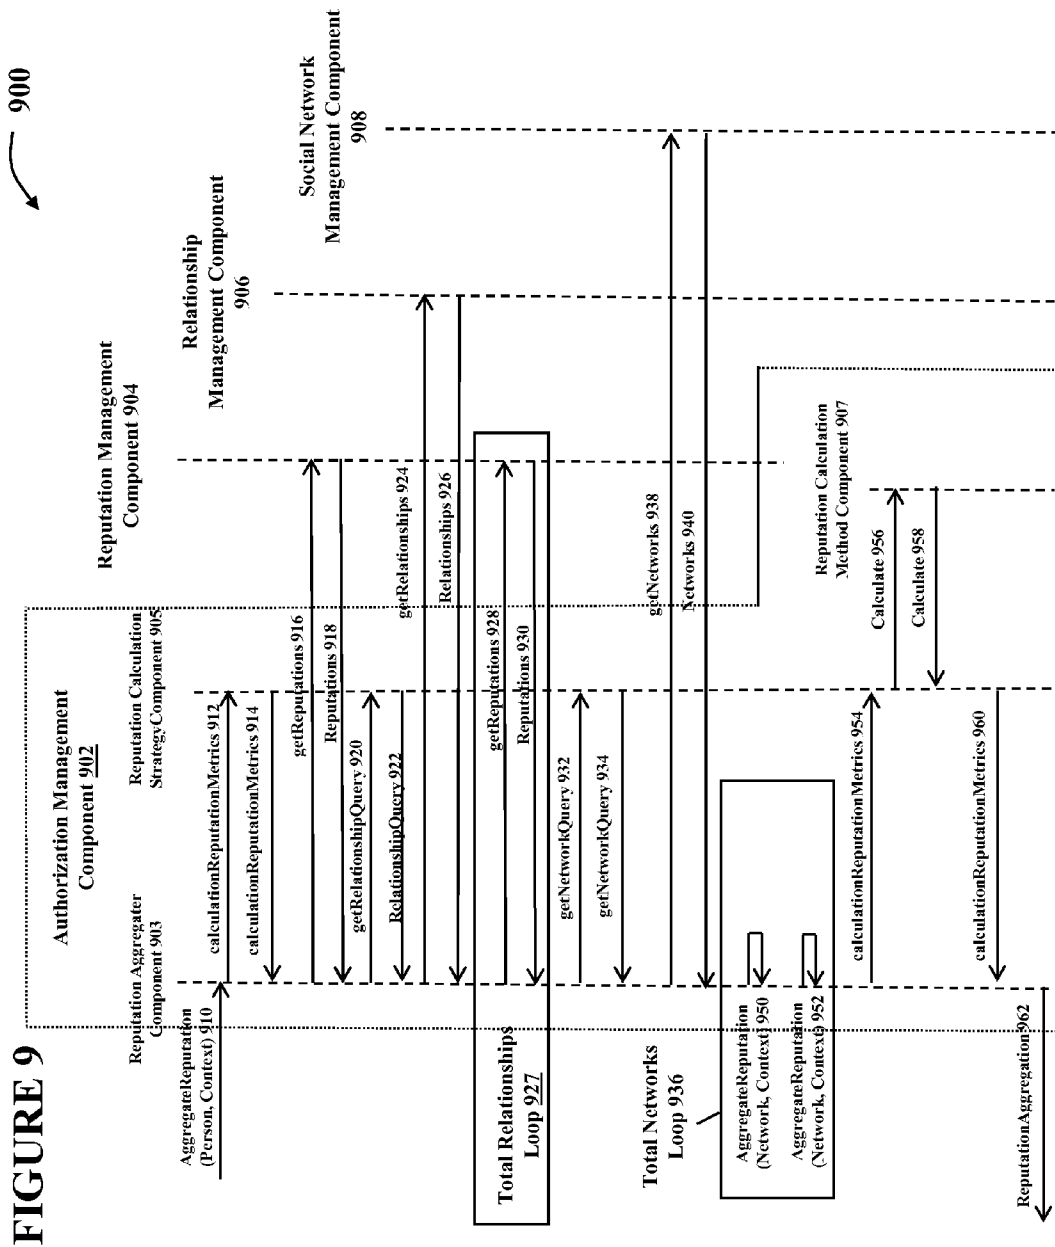 FIGURE 9
900
Authorization Management
Component 902
Reputation Aggregater
Component 903
Reputation Calculation
StrategyComponent 905
Reputation Management
Component 904
Relationship
Management Component
906
Social Network
Management Component
908
AggregateReputation
(Person, Context) 910
calculationReputationMetrics 912
calculationReputationMetrics 914
getReputations 916
Reputations 918
getRelationshipQuery 920
RelationshipQuery 922
getRelationships 924
Relationships 926
Total Relationships
Loop 927
getReputations 928
Reputations 930
getNetworkQuery 932
getNetworkQuery 934
Total Networks
Loop 936
getNetworks 938
Networks 940
AggregateReputation
(Network, Context) 950
AggregateReputation
(Network, Context) 952
Reputation Calculation
Method Component 907
calculationReputationMetrics 954
Calculate 956
Calculate 958
calculationReputationMetrics 960
ReputationAggregation 962